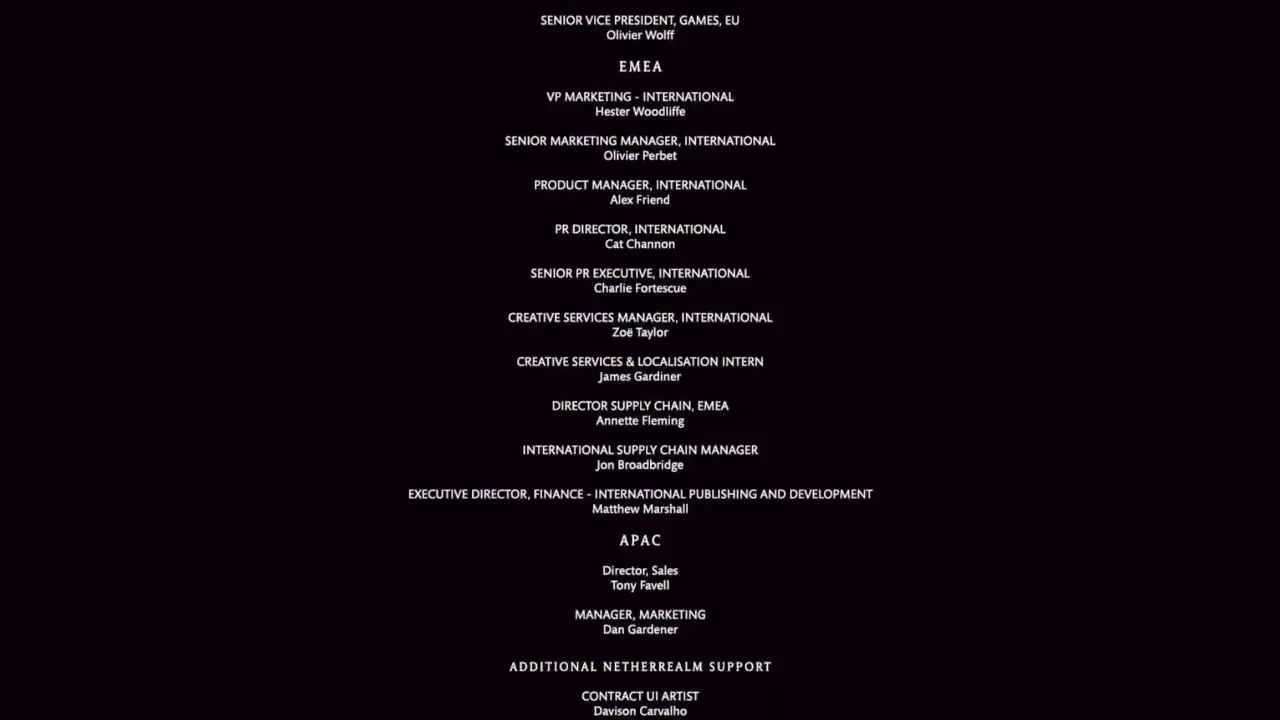 SENIOR VICE PRESIDENT, GAMES, EU
Olivier Wolff
EMEA
VP MARKETING - INTERNATIONAL
Hester Woodliffe
SENIOR MARKETING MANAGER, INTERNATIONAL
Olivier Perbet
PRODUCT MANAGER, INTERNATIONAL
Alex Friend
PR DIRECTOR, INTERNATIONAL
Cat Channon
SENIOR PR EXECUTIVE, INTERNATIONAL
Charlie Fortescue
CREATIVE SERVICES MANAGER, INTERNATIONAL
Zoë Taylor
CREATIVE SERVICES & LOCALISATION INTERN
James Gardiner
DIRECTOR SUPPLY CHAIN, EMEA
Annette Fleming
INTERNATIONAL SUPPLY CHAIN MANAGER
Jon Broadbridge
EXECUTIVE DIRECTOR, FINANCE - INTERNATIONAL PUBLISHING AND DEVELOPMENT
Matthew Marshall
APAC
Director, Sales
Tony Favell
MANAGER, MARKETING
Dan Gardener
ADDITIONAL NETHERREALM SUPPORT
CONTRACT UI ARTIST
Davison Carvalho